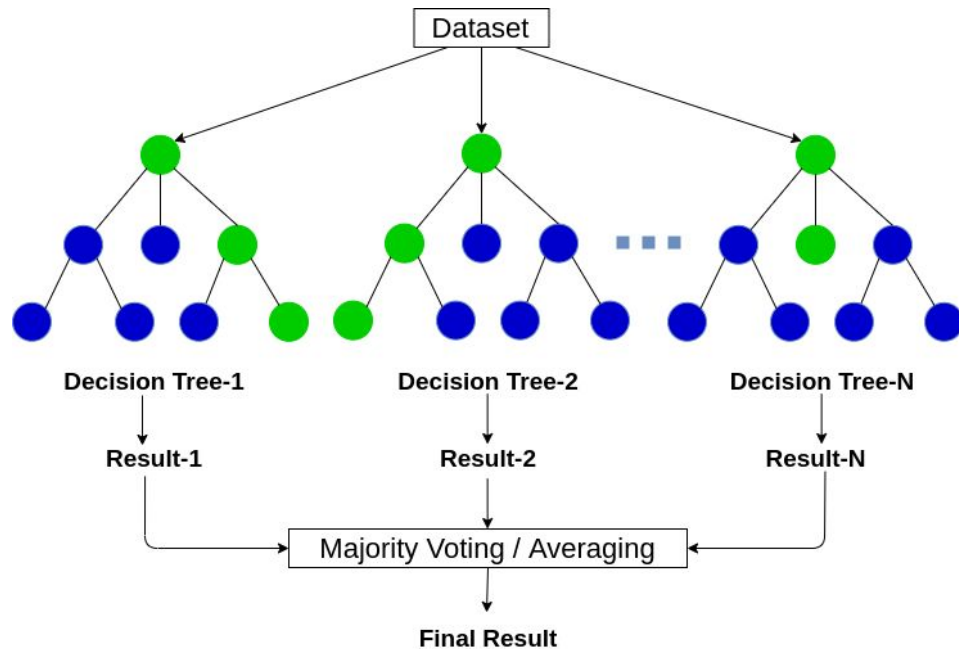 Dataset
Decision Tree-1
Decision Tree-2
Decision Tree-N
Result-1
Result-2
Result-N
Majority Voting / Averaging
Final Result